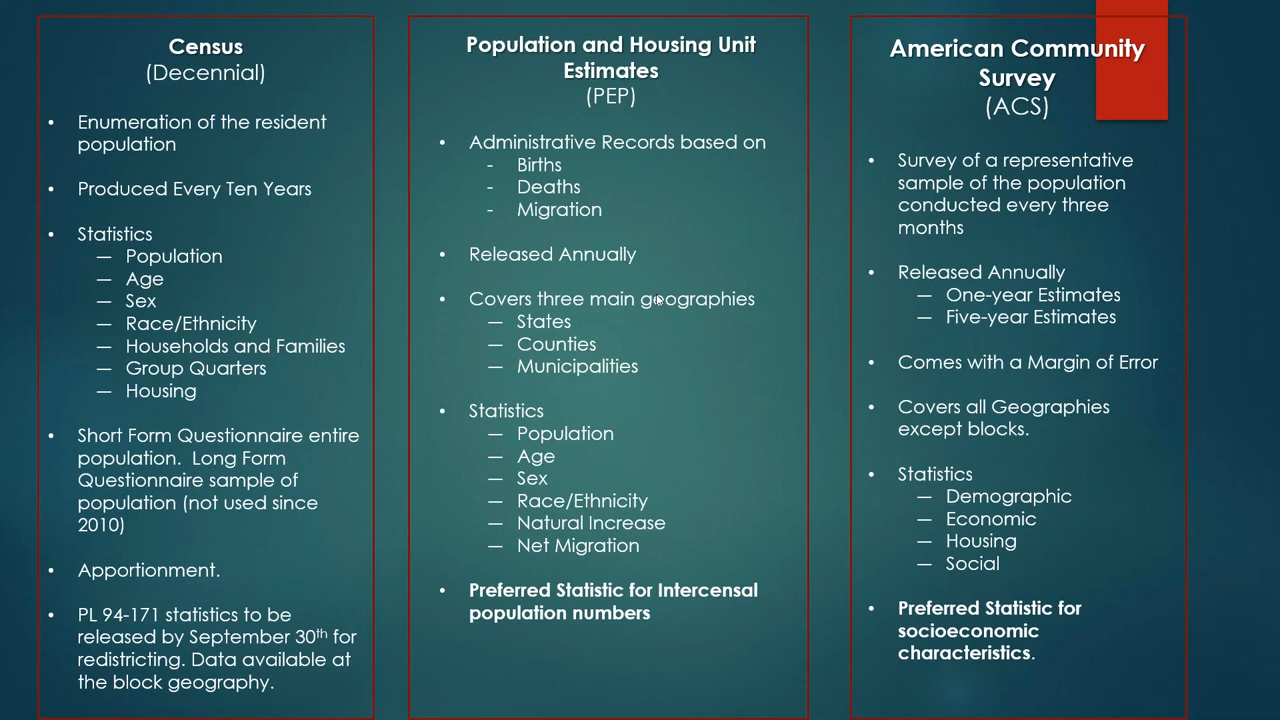 Census
(Decennial)
• Enumeration of the resident
population
• Produced Every Ten Years
• Statistics
— Population
— Age
— Sex
— Race/Ethnicity
— Households and Families
— Group Quarters
— Housing
• Short Form Questionnaire entire
population. Long Form
Questionnaire sample of
population (not used since
2010)
• Apportionment.
• PL 94-171 statistics to be
released by September 30th for
redistricting. Data available at
the block geography.
Population and Housing Unit
Estimates
(PEP)
• Administrative Records based on
- Births
- Deaths
- Migration
• Released Annually
• Covers three main geographies
— States
— Counties
— Municipalities
• Statistics
— Population
— Age
— Sex
— Race/Ethnicity
— Natural Increase
— Net Migration
• Preferred Statistic for Intercensal
population numbers
American Community
Survey
(ACS)
• Survey of a representative
sample of the population
conducted every three
months
• Released Annually
— One-year Estimates
— Five-year Estimates
• Comes with a Margin of Error
• Covers all Geographies
except blocks.
• Statistics
— Demographic
— Economic
— Housing
— Social
• Preferred Statistic for
socioeconomic
characteristics.